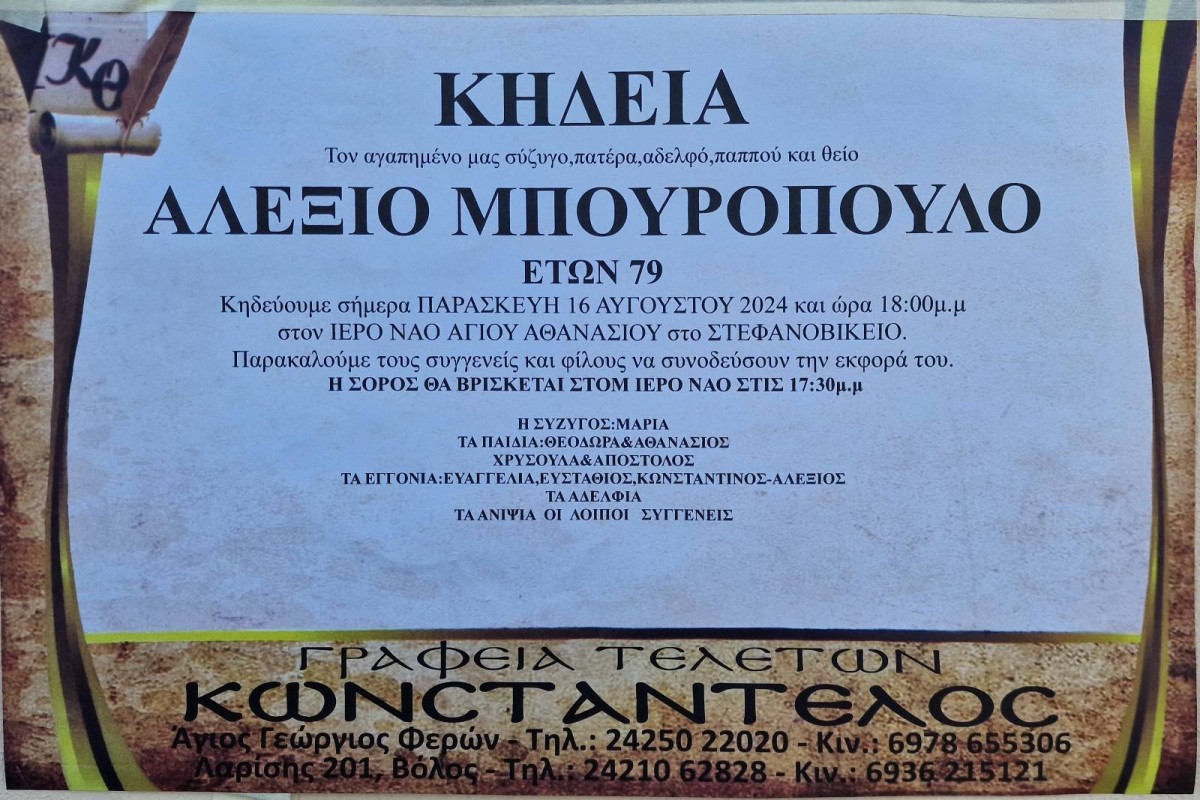 ΚΘ
ΚΗΔΕΙΑ
Τον αγαπημένο μας σύζυγο,πατέρα,αδελφό,παππού και θείο
ΑΛΕΞΙΟ ΜΠΟΥΡΟΠΟΥΛΟ
ΕΤΩΝ 79
Κηδεύουμε σήμερα ΠΑΡΑΣΚΕΥΗ 16 ΑΥΓΟΥΣΤΟΥ 2024 και ώρα 18:00μ.μ
στον ΙΕΡΟ ΝΑΟ ΑΓΙΟΥ ΑΘΑΝΑΣΙΟΥ στο ΣΤΕΦΑΝΟΒΙΚΕΙΟ.
Παρακαλούμε τους συγγενείς και φίλους να συνοδεύσουν την εκφορά του.
Η ΣΟΡΟΣ ΘΑ ΒΡΙΣΚΕΤΑΙ ΣΤΟΜ ΙΕΡΟ ΝΑΟ ΣΤΙΣ 17:30μ.μ
Η ΣΥΖΥΓΟΣ:ΜΑΡΙΑ
ΤΑ ΠΑΙΔΙΑ:ΘΕΟΔΩΡΑ&ΑΘΑΝΑΣΙΟΣ
ΧΡΥΣΟΥΛΑ&ΑΠΟΣΤΟΛΟΣ
ΤΑ ΕΓΓΟΝΙΑ:ΕΥΑΓΓΕΛΙΑ,ΕΥΣΤΑΘΙΟΣ,ΚΩΝΣΤΑΝΤΙΝΟΣ-ΑΛΕΞΙΟΣ
ΤΑ ΑΔΕΛΦΙΑ
ΤΑ ΑΝΙΨΙΑ ΟΙ ΛΟΙΠΟΙ ΣΥΓΓΕΝΕΙΣ
ΓΡΑΦΕΙΑ ΤΕΛΕΤΩΝ
ΚΩΝΣΤΑΝΤΕΛΟΣ
Άγιος Γεώργιος Φερών - Τηλ.: 24250 22020 - Κιν.: 6978 655306
Λαρίσης 201, Βόλος - Τηλ.: 24210 62828 - Κιν.: 6936 215121